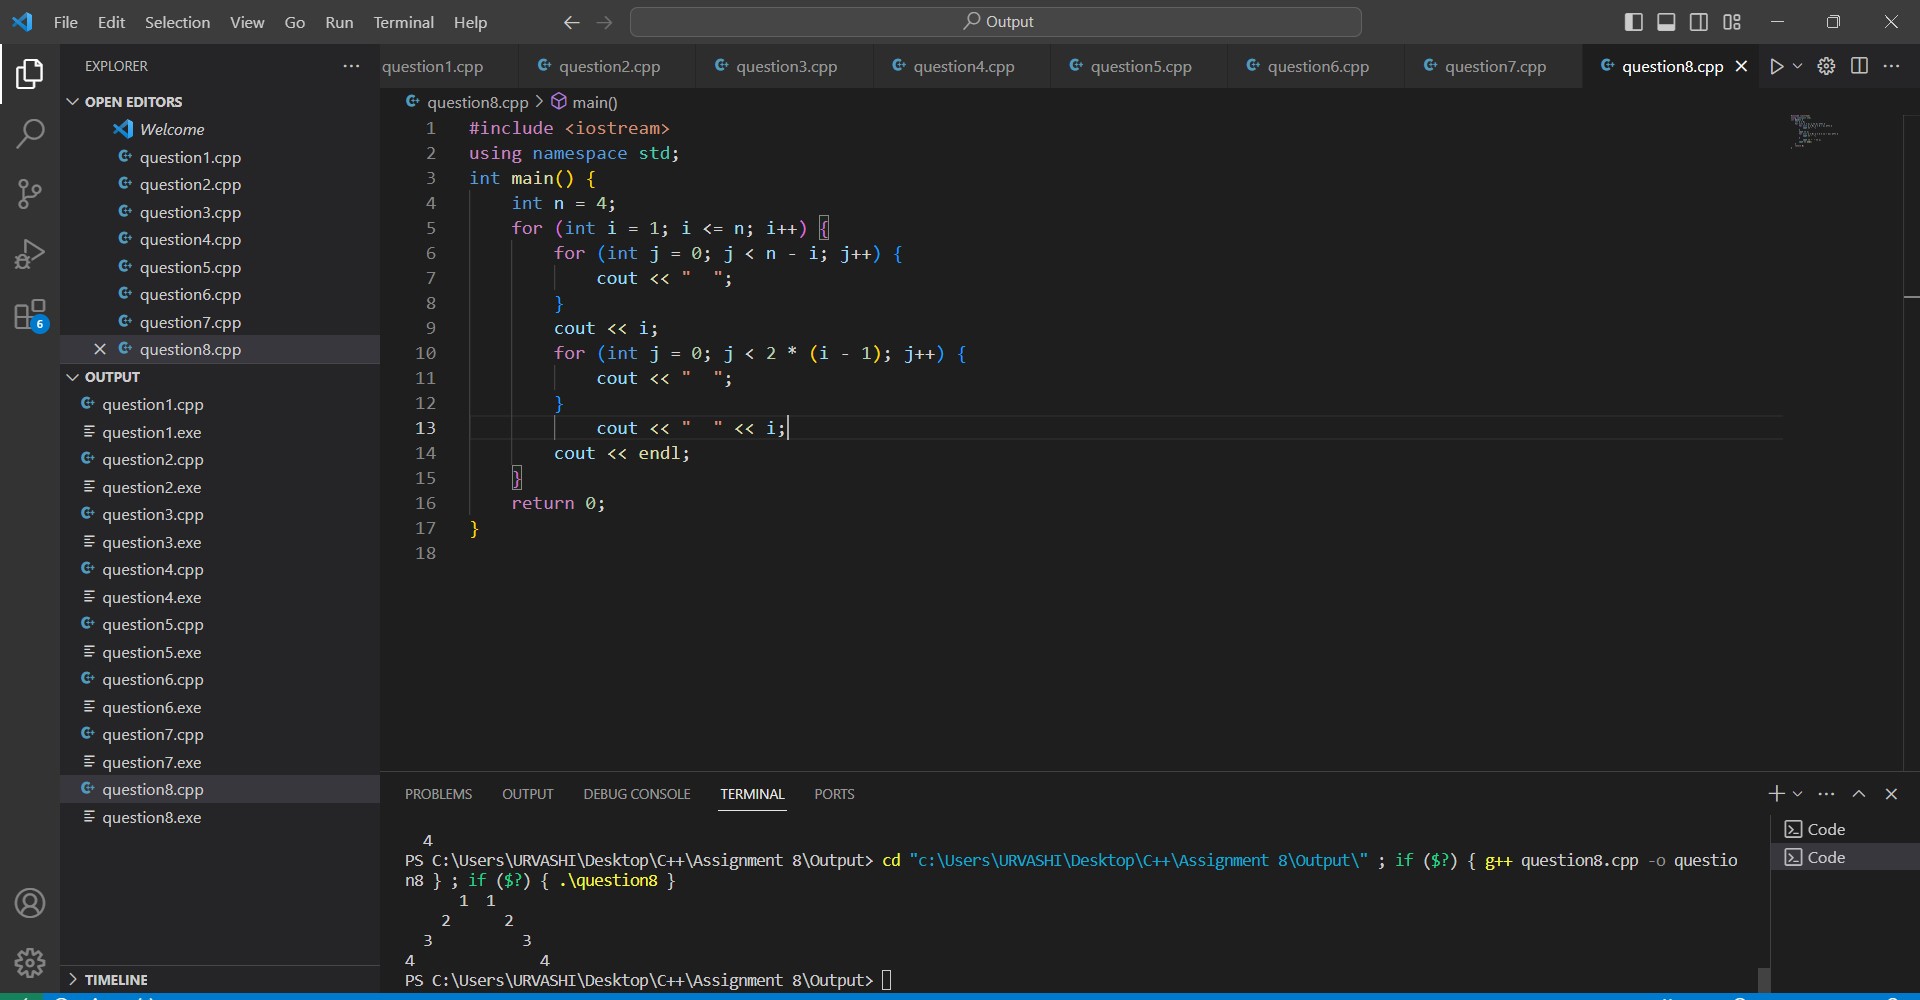 File Edit Selection View Go Run Terminal Help
Output
EXPLORER
OPEN EDITORS
Welcome
question1.cpp
question2.cpp
question3.cpp
question4.cpp
question5.cpp
question6.cpp
question7.cpp
question8.cpp
OUTPUT
question1.cpp
question1.exe
question2.cpp
question2.exe
question3.cpp
question3.exe
question4.cpp
question4.exe
question5.cpp
question5.exe
question6.cpp
question6.exe
question7.cpp
question7.exe
question8.cpp
question8.exe
TIMELINE
6
question1.cpp question2.cpp question3.cpp question4.cpp question5.cpp question6.cpp question7.cpp question8.cpp
question8.cpp > main()
1 #include <iostream>
2 using namespace std;
3 int main() {
4     int n = 4;
5     for (int i = 1; i <= n; i++) {
6         for (int j = 0; j < n - i; j++) {
7             cout << "  ";
8         }
9         cout << i;
10         for (int j = 0; j < 2 * (i - 1); j++) {
11             cout << "  ";
12         }
13             cout << "  " << i;
14         cout << endl;
15     }
16     return 0;
17 }
18
PROBLEMS OUTPUT DEBUG CONSOLE TERMINAL PORTS
  4
PS C:\Users\URVASHI\Desktop\C++\Assignment 8\Output> cd "c:\Users\URVASHI\Desktop\C++\Assignment 8\Output\" ; if ($?) { g++ question8.cpp -o questio
n8 } ; if ($?) { .\question8 }
      1  1
    2      2
  3          3
4              4
PS C:\Users\URVASHI\Desktop\C++\Assignment 8\Output>
Code
Code